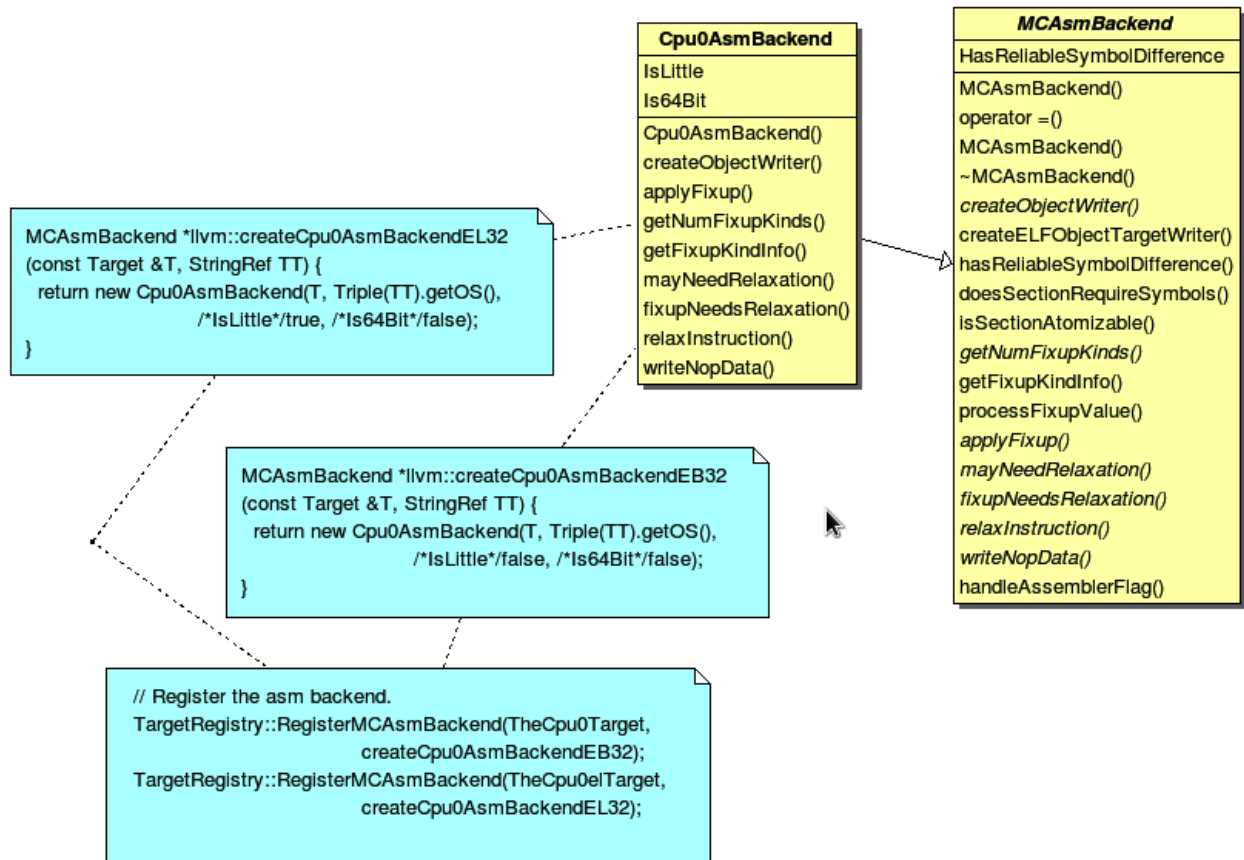 Cpu0AsmBackend
IsLittle
Is64Bit
Cpu0AsmBackend()
createObjectWriter()
applyFixup()
getNumFixupKinds()
getFixupKindInfo()
mayNeedRelaxation()
fixupNeedsRelaxation()
relaxInstruction()
writeNopData()
MCAsmBackend
HasReliableSymbolDifference
MCAsmBackend()
operator =()
MCAsmBackend()
~MCAsmBackend()
createObjectWriter()
createELFObjectTargetWriter()
hasReliableSymbolDifference()
doesSectionRequireSymbols()
isSectionAtomizable()
getNumFixupKinds()
getFixupKindInfo()
processFixupValue()
applyFixup()
mayNeedRelaxation()
fixupNeedsRelaxation()
relaxInstruction()
writeNopData()
handleAssemblerFlag()
MCAsmBackend *llvm::createCpu0AsmBackendEL32
(const Target &T, StringRef TT) {
return new Cpu0AsmBackend(T, Triple(TT).getOS(),
/*IsLittle*/true, /*Is64Bit*/false);
}
MCAsmBackend *llvm::createCpu0AsmBackendEB32
(const Target &T, StringRef TT) {
return new Cpu0AsmBackend(T, Triple(TT).getOS(),
/*IsLittle*/false, /*Is64Bit*/false);
}
// Register the asm backend.
TargetRegistry::RegisterMCAsmBackend(TheCpu0Target,
createCpu0AsmBackendEB32);
TargetRegistry::RegisterMCAsmBackend(TheCpu0elTarget,
createCpu0AsmBackendEL32);